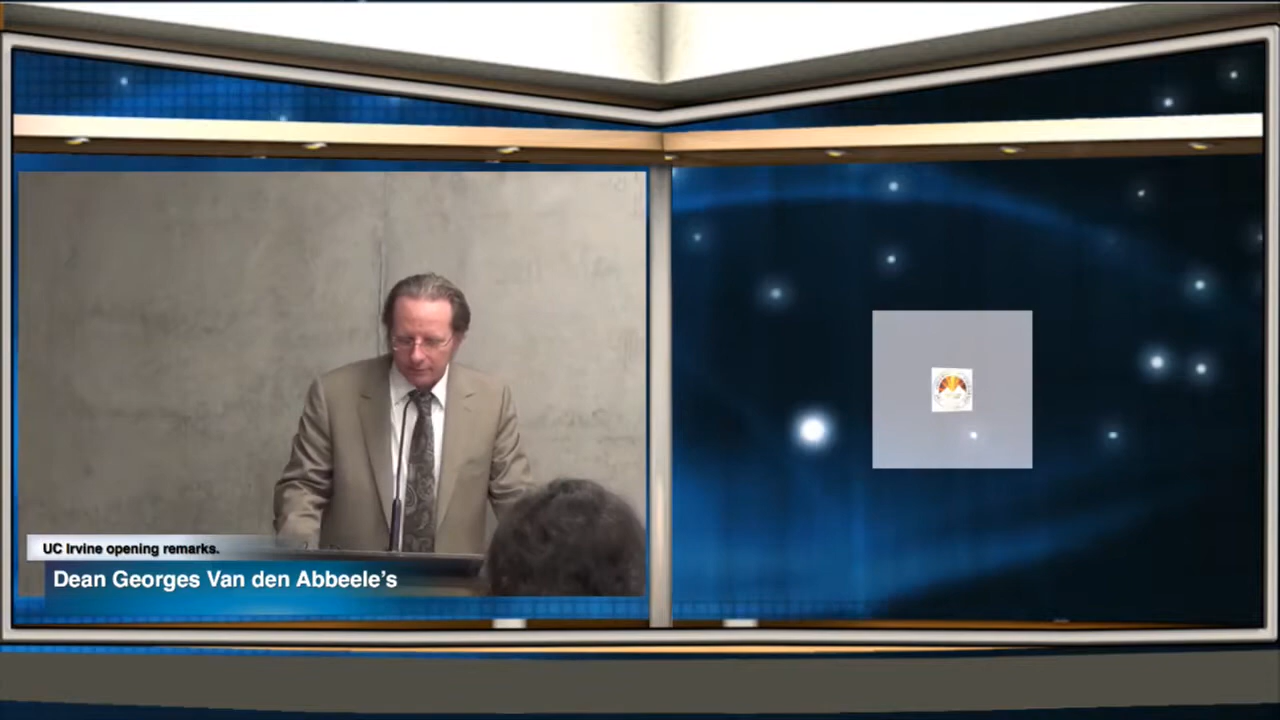 UC Irvine opening remarks.
Dean Georges Van den Abbeele's